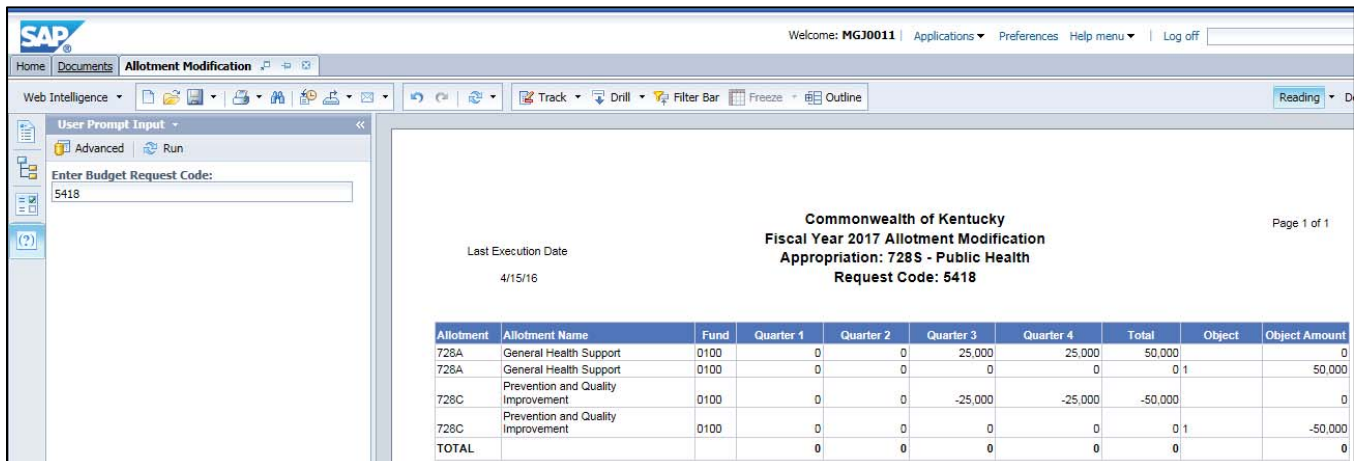 SAP®
Welcome: MGJ0011 | Applications Preferences Help menu | Log off
Home Documents Allotment Modification
Web Intelligence Track Drill Filter Bar Freeze Outline Reading
User Prompt Input «
Advanced Run
Enter Budget Request Code:
5418
Commonwealth of Kentucky
Page 1 of 1
Fiscal Year 2017 Allotment Modification
Last Execution Date
Appropriation: 728S - Public Health
4/15/16
Request Code: 5418
Allotment Allotment Name Fund Quarter 1 Quarter 2 Quarter 3 Quarter 4 Total Object Object Amount
728A General Health Support 0100 0 0 25,000 25,000 50,000 0
728A General Health Support 0100 0 0 0 0 0 1 50,000
Prevention and Quality
728C Improvement 0100 0 0 -25,000 -25,000 -50,000 0
Prevention and Quality
728C Improvement 0100 0 0 0 0 0 1 -50,000
TOTAL 0 0 0 0 0 0